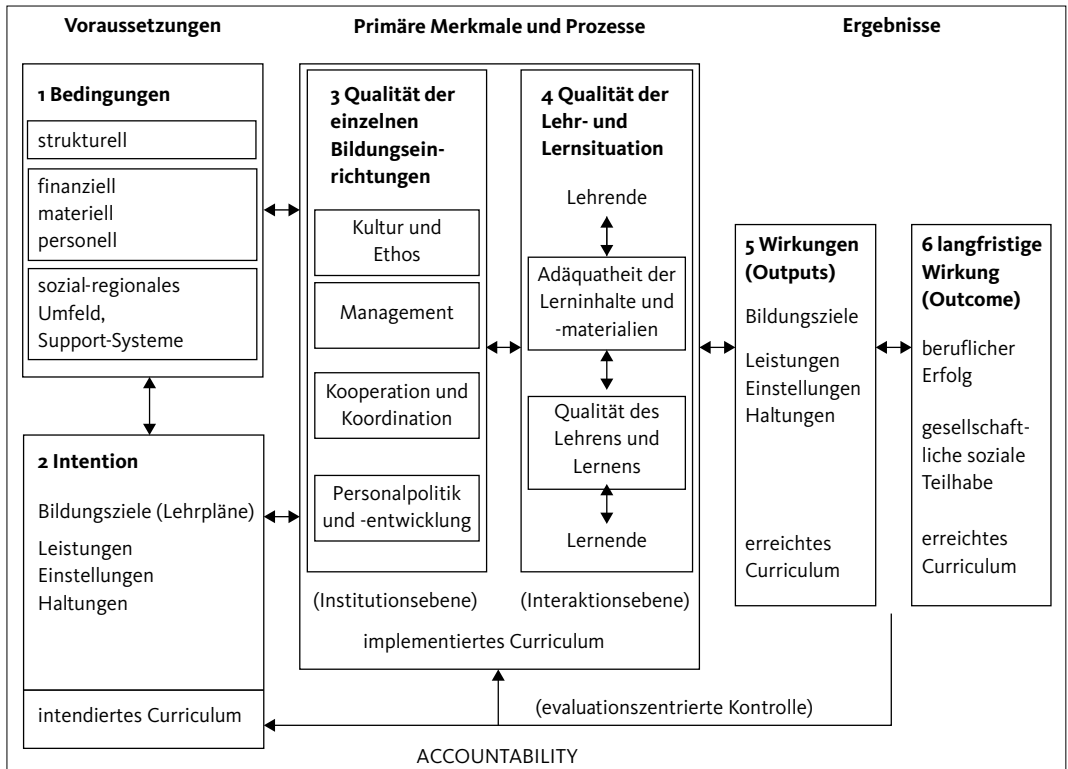 Voraussetzungen
Primäre Merkmale und Prozesse
Ergebnisse
1 Bedingungen
strukturell
finanziell
materiell
personell
sozial-regionales
Umfeld,
Support-Systeme
2 Intention
Bildungsziele (Lehrpläne)
Leistungen
Einstellungen
Haltungen
intendiertes Curriculum
3 Qualität der
einzelnen
Bildungsein-
richtungen
Kultur und
Ethos
Management
Kooperation und
Koordination
Personalpolitik
und -entwicklung
(Institutionsebene)
4 Qualität der
Lehr- und
Lernsituation
Lehrende
Adäquatheit der
Lerninhalte und
-materialien
Qualität des
Lehrens und
Lernens
Lernende
(Interaktionsebene)
implementiertes Curriculum
5 Wirkungen
(Outputs)
Bildungsziele
Leistungen
Einstellungen
Haltungen
erreichtes
Curriculum
6 langfristige
Wirkung
(Outcome)
beruflicher
Erfolg
gesellschaft-
liche soziale
Teilhabe
erreichtes
Curriculum
(evaluationszentrierte Kontrolle)
ACCOUNTABILITY